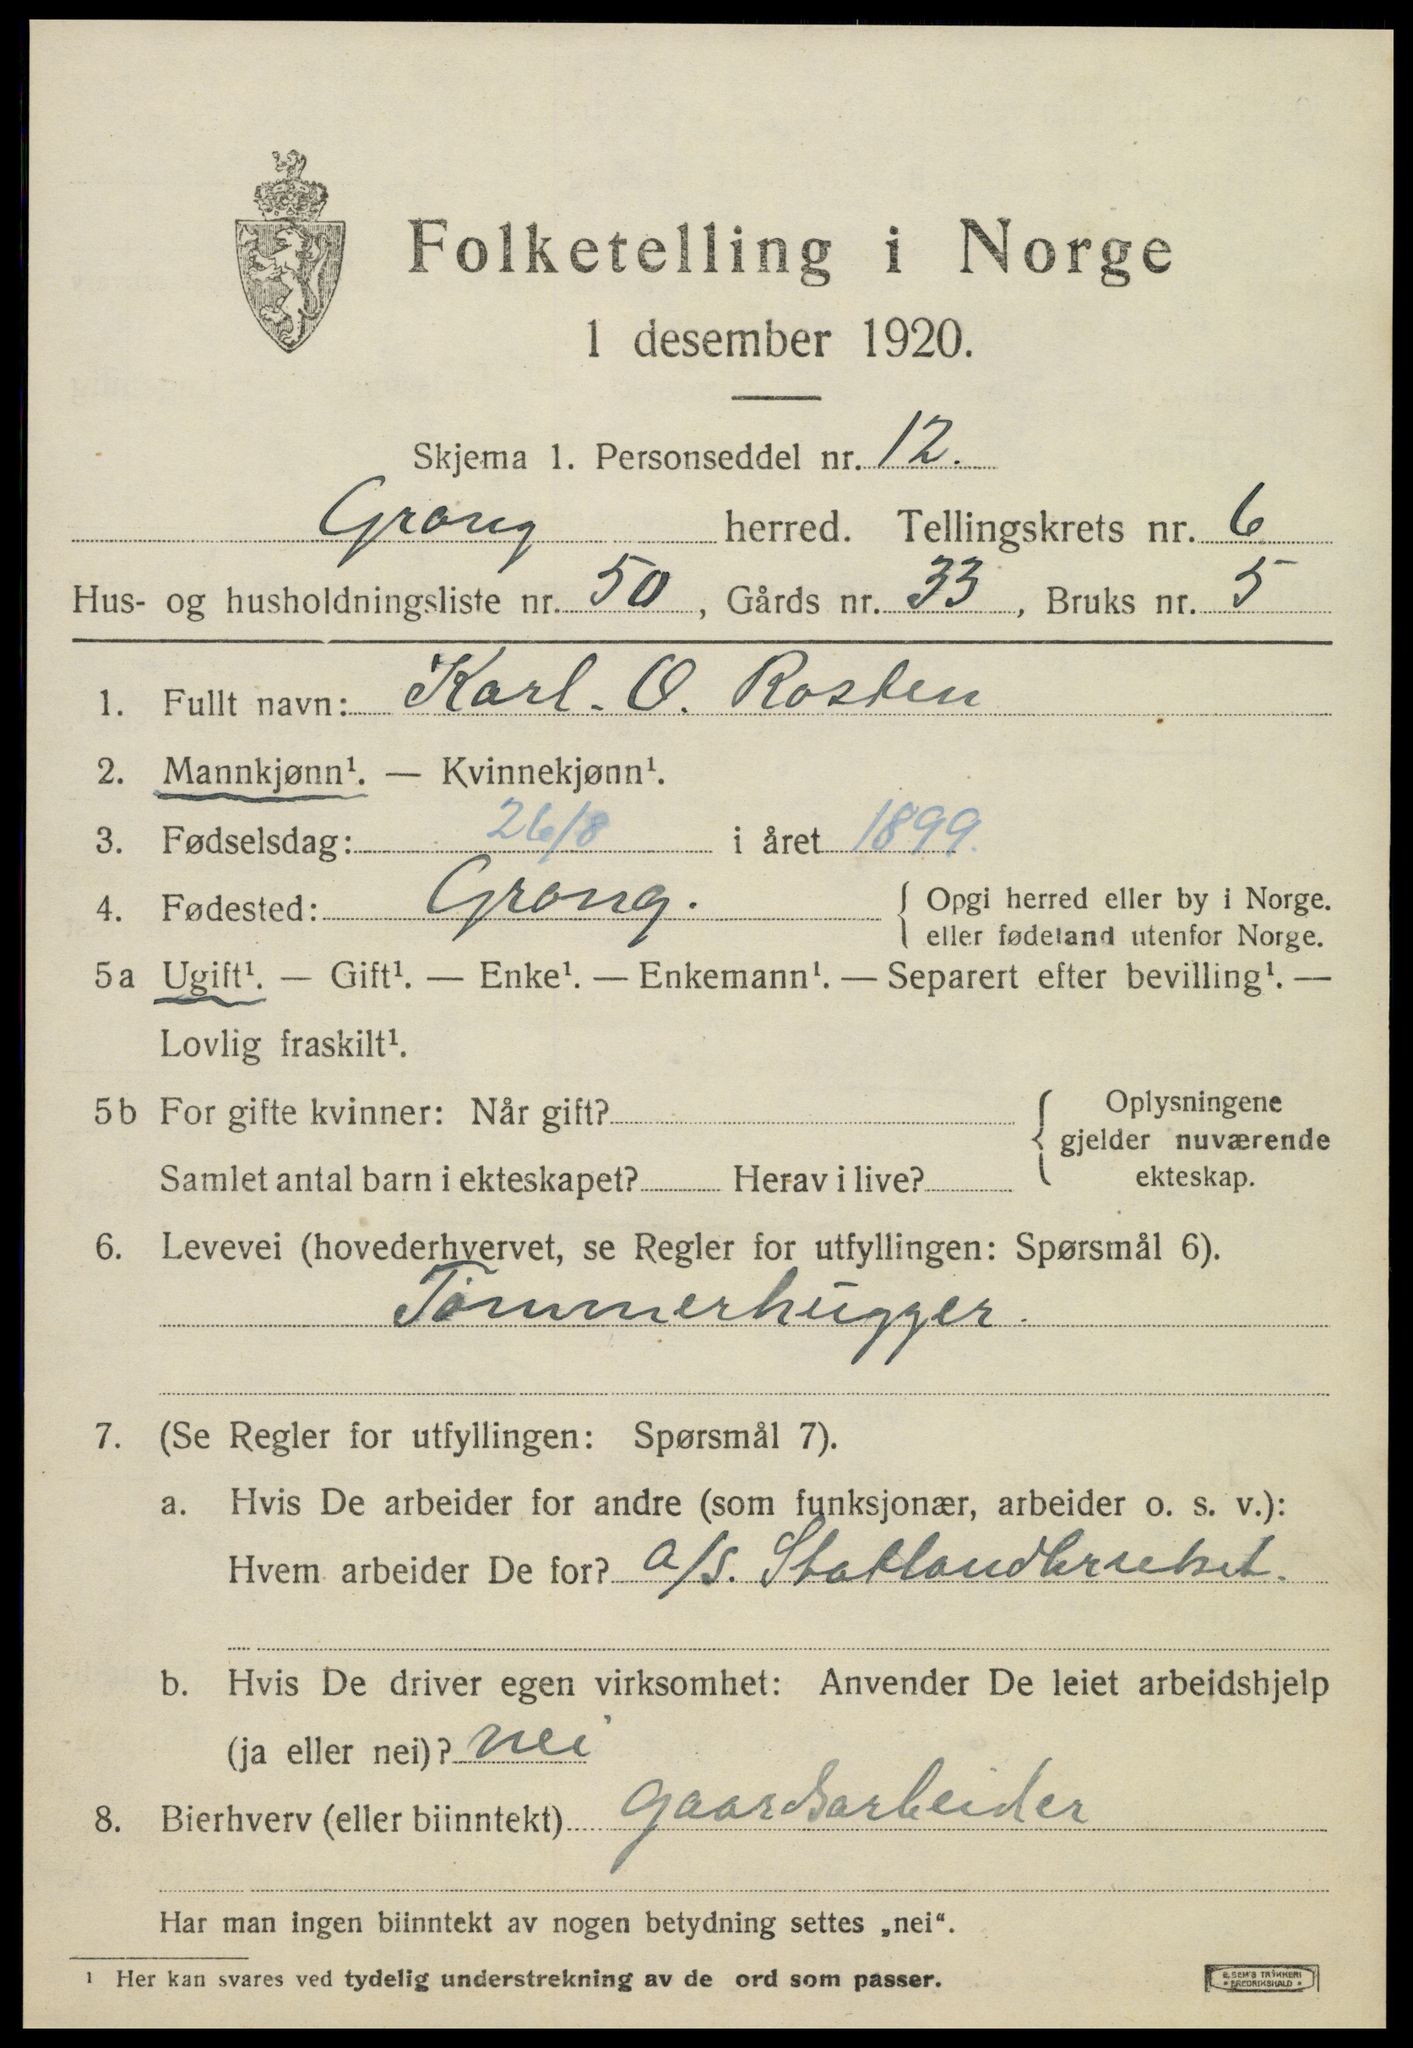 Folketelling i Norge
1 desember 1920.
Skjema 1. Personseddel nr. 12.
Grong herred. Tellingskrets nr. 6
Hus- og husholdningsliste nr. 50, Gårds nr. 33, Bruks nr. 5
1. Fullt navn: Karl. O. Rosten
2. Mannkjønn¹. — Kvinnekjønn¹.
3. Fødselsdag: 26/8 i året 1899.
4. Fødested: Grong. { Opgi herred eller by i Norge.
eller fødeland utenfor Norge.
5a Ugift¹. — Gift¹. — Enke¹. — Enkemann¹. — Separert efter bevilling¹. —
Lovlig fraskilt¹.
5b For gifte kvinner: Når gift? { Oplysningene
gjelder nuværende
Samlet antal barn i ekteskapet? Herav i live? ekteskap.
6. Levevei (hovederhvervet, se Regler for utfyllingen: Spørsmål 6).
Tömmerhugger.
7. (Se Regler for utfyllingen: Spørsmål 7).
a. Hvis De arbeider for andre (som funksjonær, arbeider o. s. v.):
Hvem arbeider De for? a/s.
b. Hvis De driver egen virksomhet: Anvender De leiet arbeidshjelp
(ja eller nei)? nei
8. Bierhverv (eller biinntekt) gaardsarbeider
Har man ingen biinntekt av nogen betydning settes „nei“.
¹ Her kan svares ved tydelig understrekning av de ord som passer.
TRYKKERI
FREDRIKSHALD